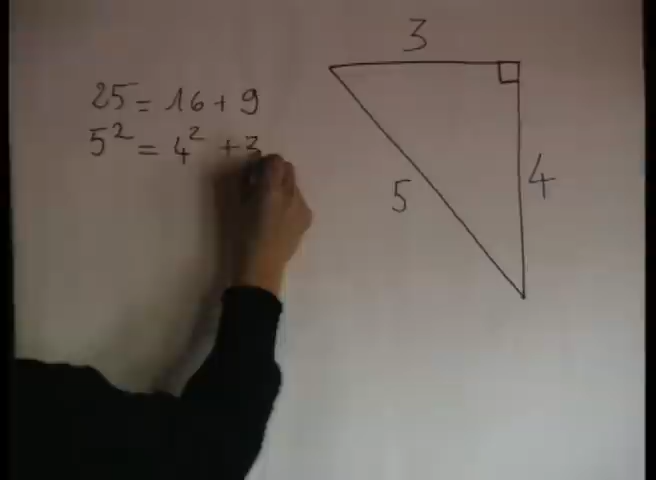 25 = 16 + 9
5² = 4² + 3
3
5
4